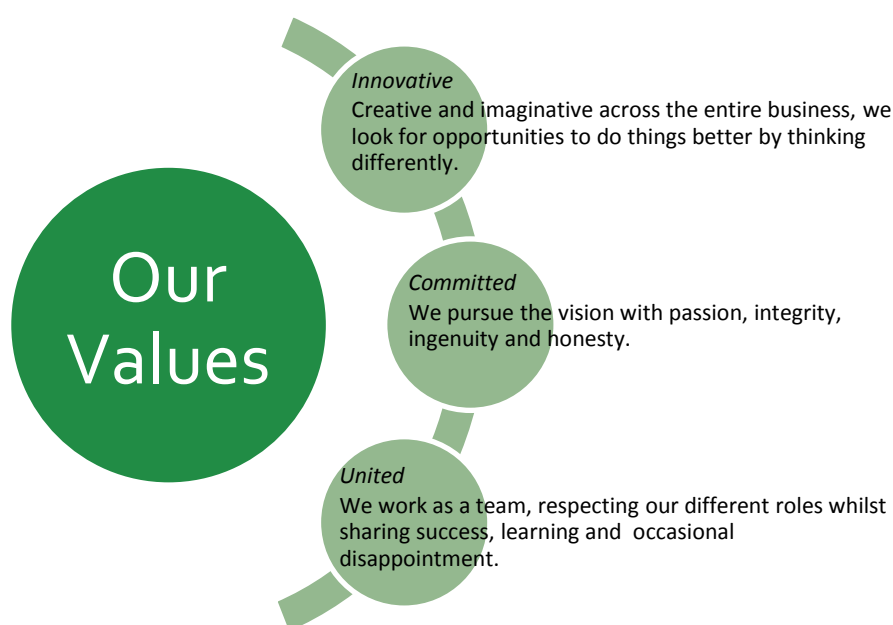 Our
Values
Innovative
Creative and imaginative across the entire business, we
look for opportunities to do things better by thinking
differently.
Committed
We pursue the vision with passion, integrity,
ingenuity and honesty.
United
We work as a team, respecting our different roles whilst
sharing success, learning and  occasional
disappointment.